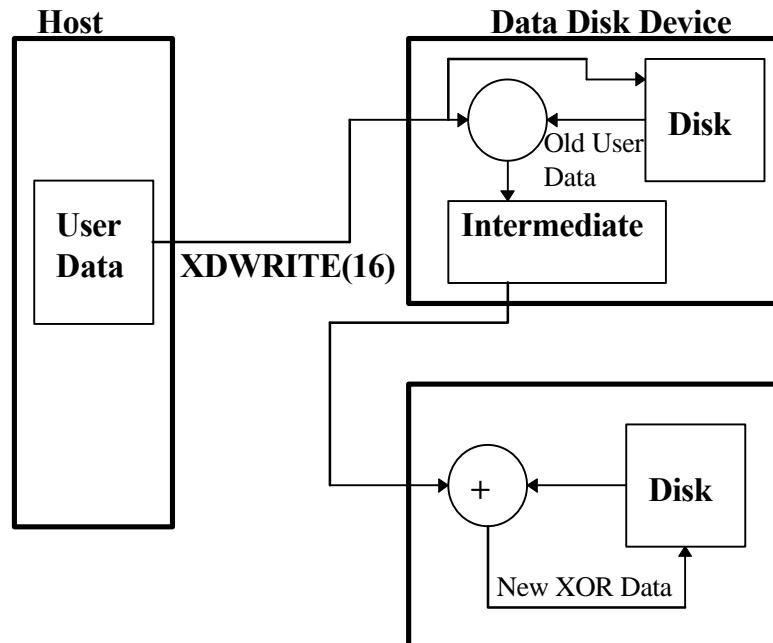 Host
Data Disk Device
Disk
Old User
Data
User
Data
Intermediate
XDWRITE(16)
+
Disk
New XOR Data